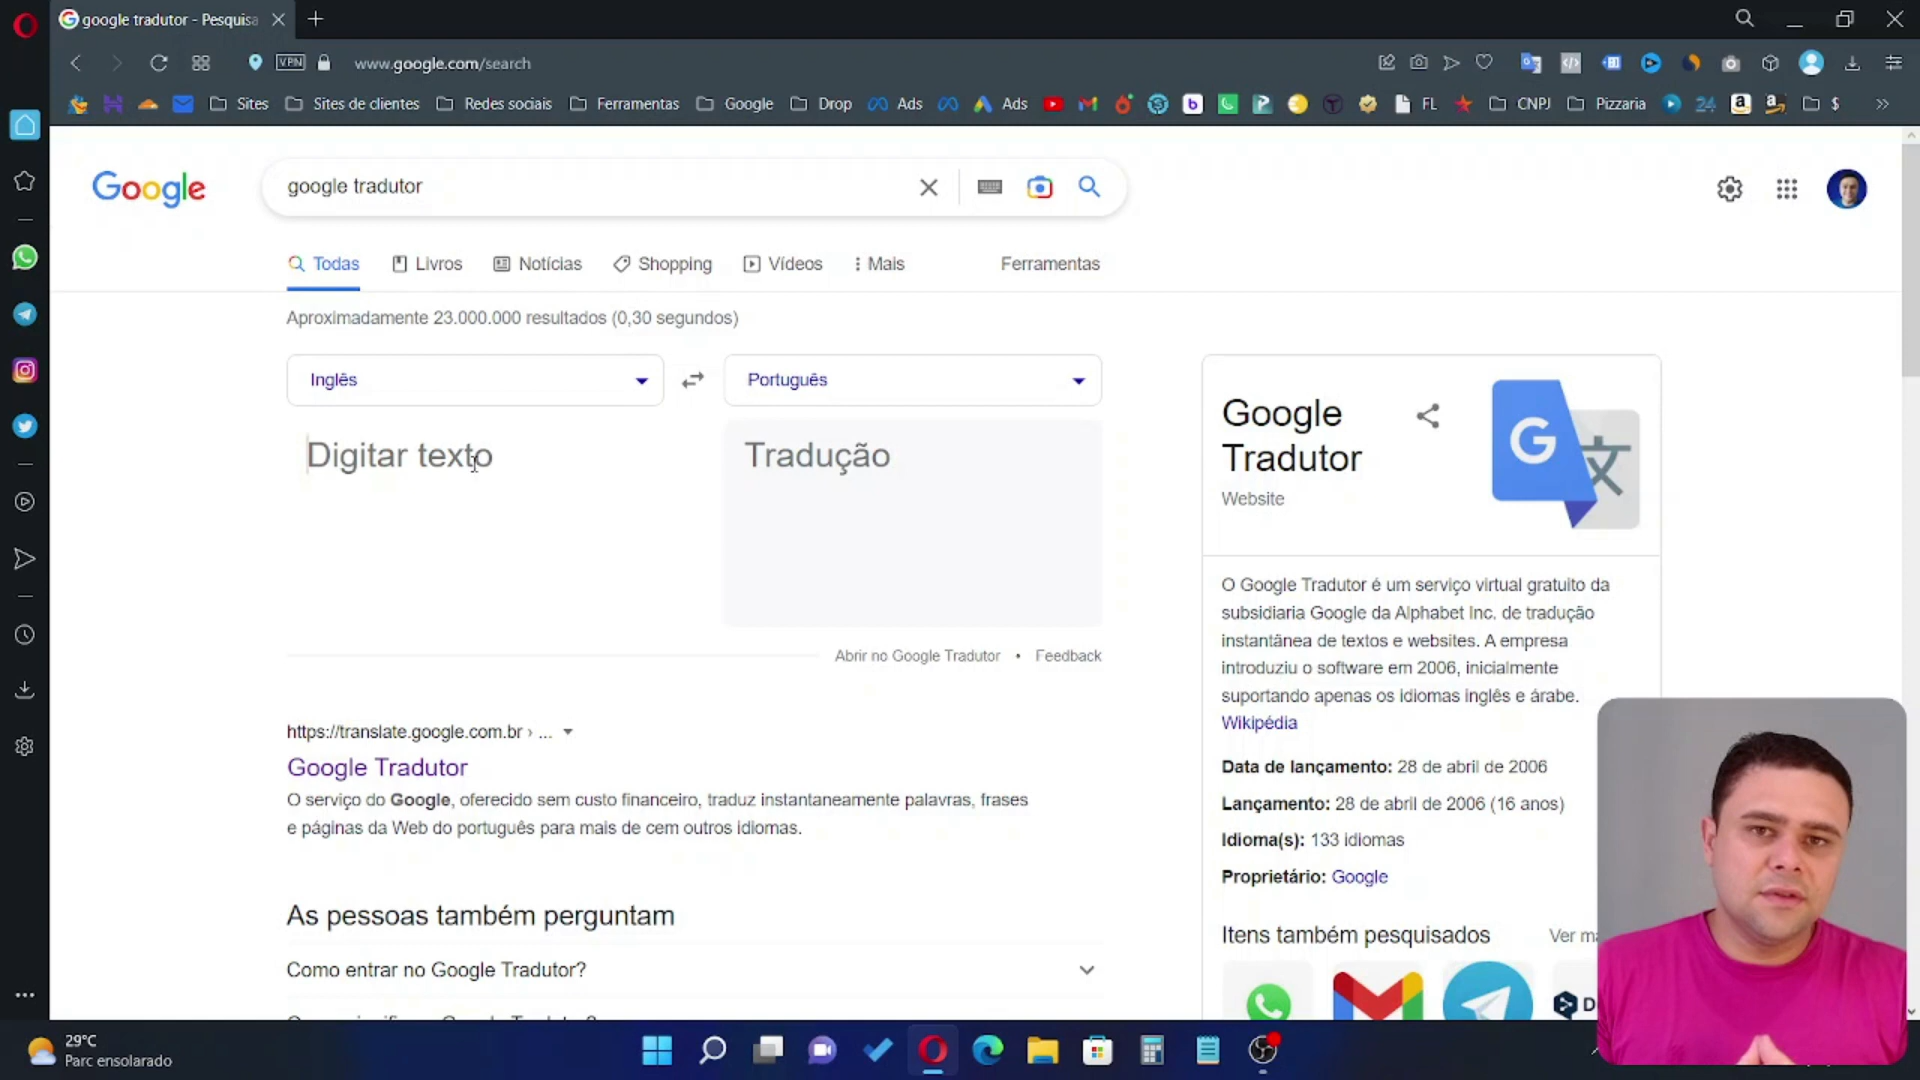 google tradutor - Pesquisa
VPN
www.google.com/search
Sites
Sites de clientes
Redes sociais
Ferramentas
Google
Drop
Ads
Ads
FL
CNPJ
Pizzaria
24
$
Google
google tradutor
Todas
Livros
Notícias
Shopping
Vídeos
Mais
Ferramentas
Aproximadamente 23.000.000 resultados (0,30 segundos)
Inglês
Português
Digitar texto
Tradução
Abrir no Google Tradutor • Feedback
https://translate.google.com.br › ...
Google Tradutor
O serviço do Google, oferecido sem custo financeiro, traduz instantaneamente palavras, frases
e páginas da Web do português para mais de cem outros idiomas.
As pessoas também perguntam
Como entrar no Google Tradutor?
Google
Tradutor
Website
O Google Tradutor é um serviço virtual gratuito da
subsidiaria Google da Alphabet Inc. de tradução
instantânea de textos e websites. A empresa
introduziu o software em 2006, inicialmente
suportando apenas os idiomas inglês e árabe.
Wikipédia
Data de lançamento: 28 de abril de 2006
Lançamento: 28 de abril de 2006 (16 anos)
Idioma(s): 133 idiomas
Proprietário: Google
Itens também pesquisados
Ver
29°C
Parc ensolarado